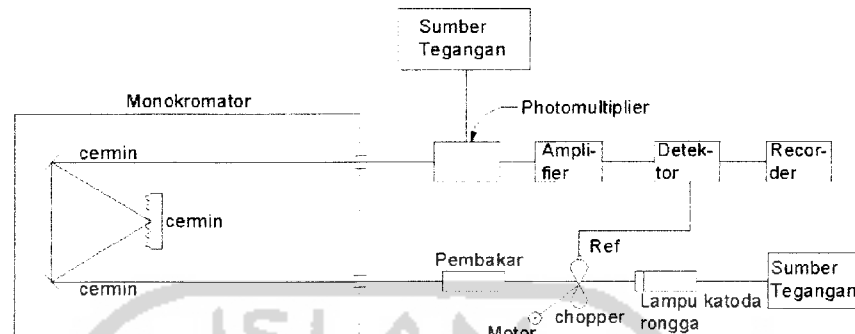 Sumber
Tegangan
Monokromator
Photomultiplier
cermin
Ampli-
fier
Detek-
tor
Recor-
der
cermin
Ref
Pembakar
cermin
Sumber
Tegangan
chopper
Lampu katoda
rongga
Motor
ISLAM